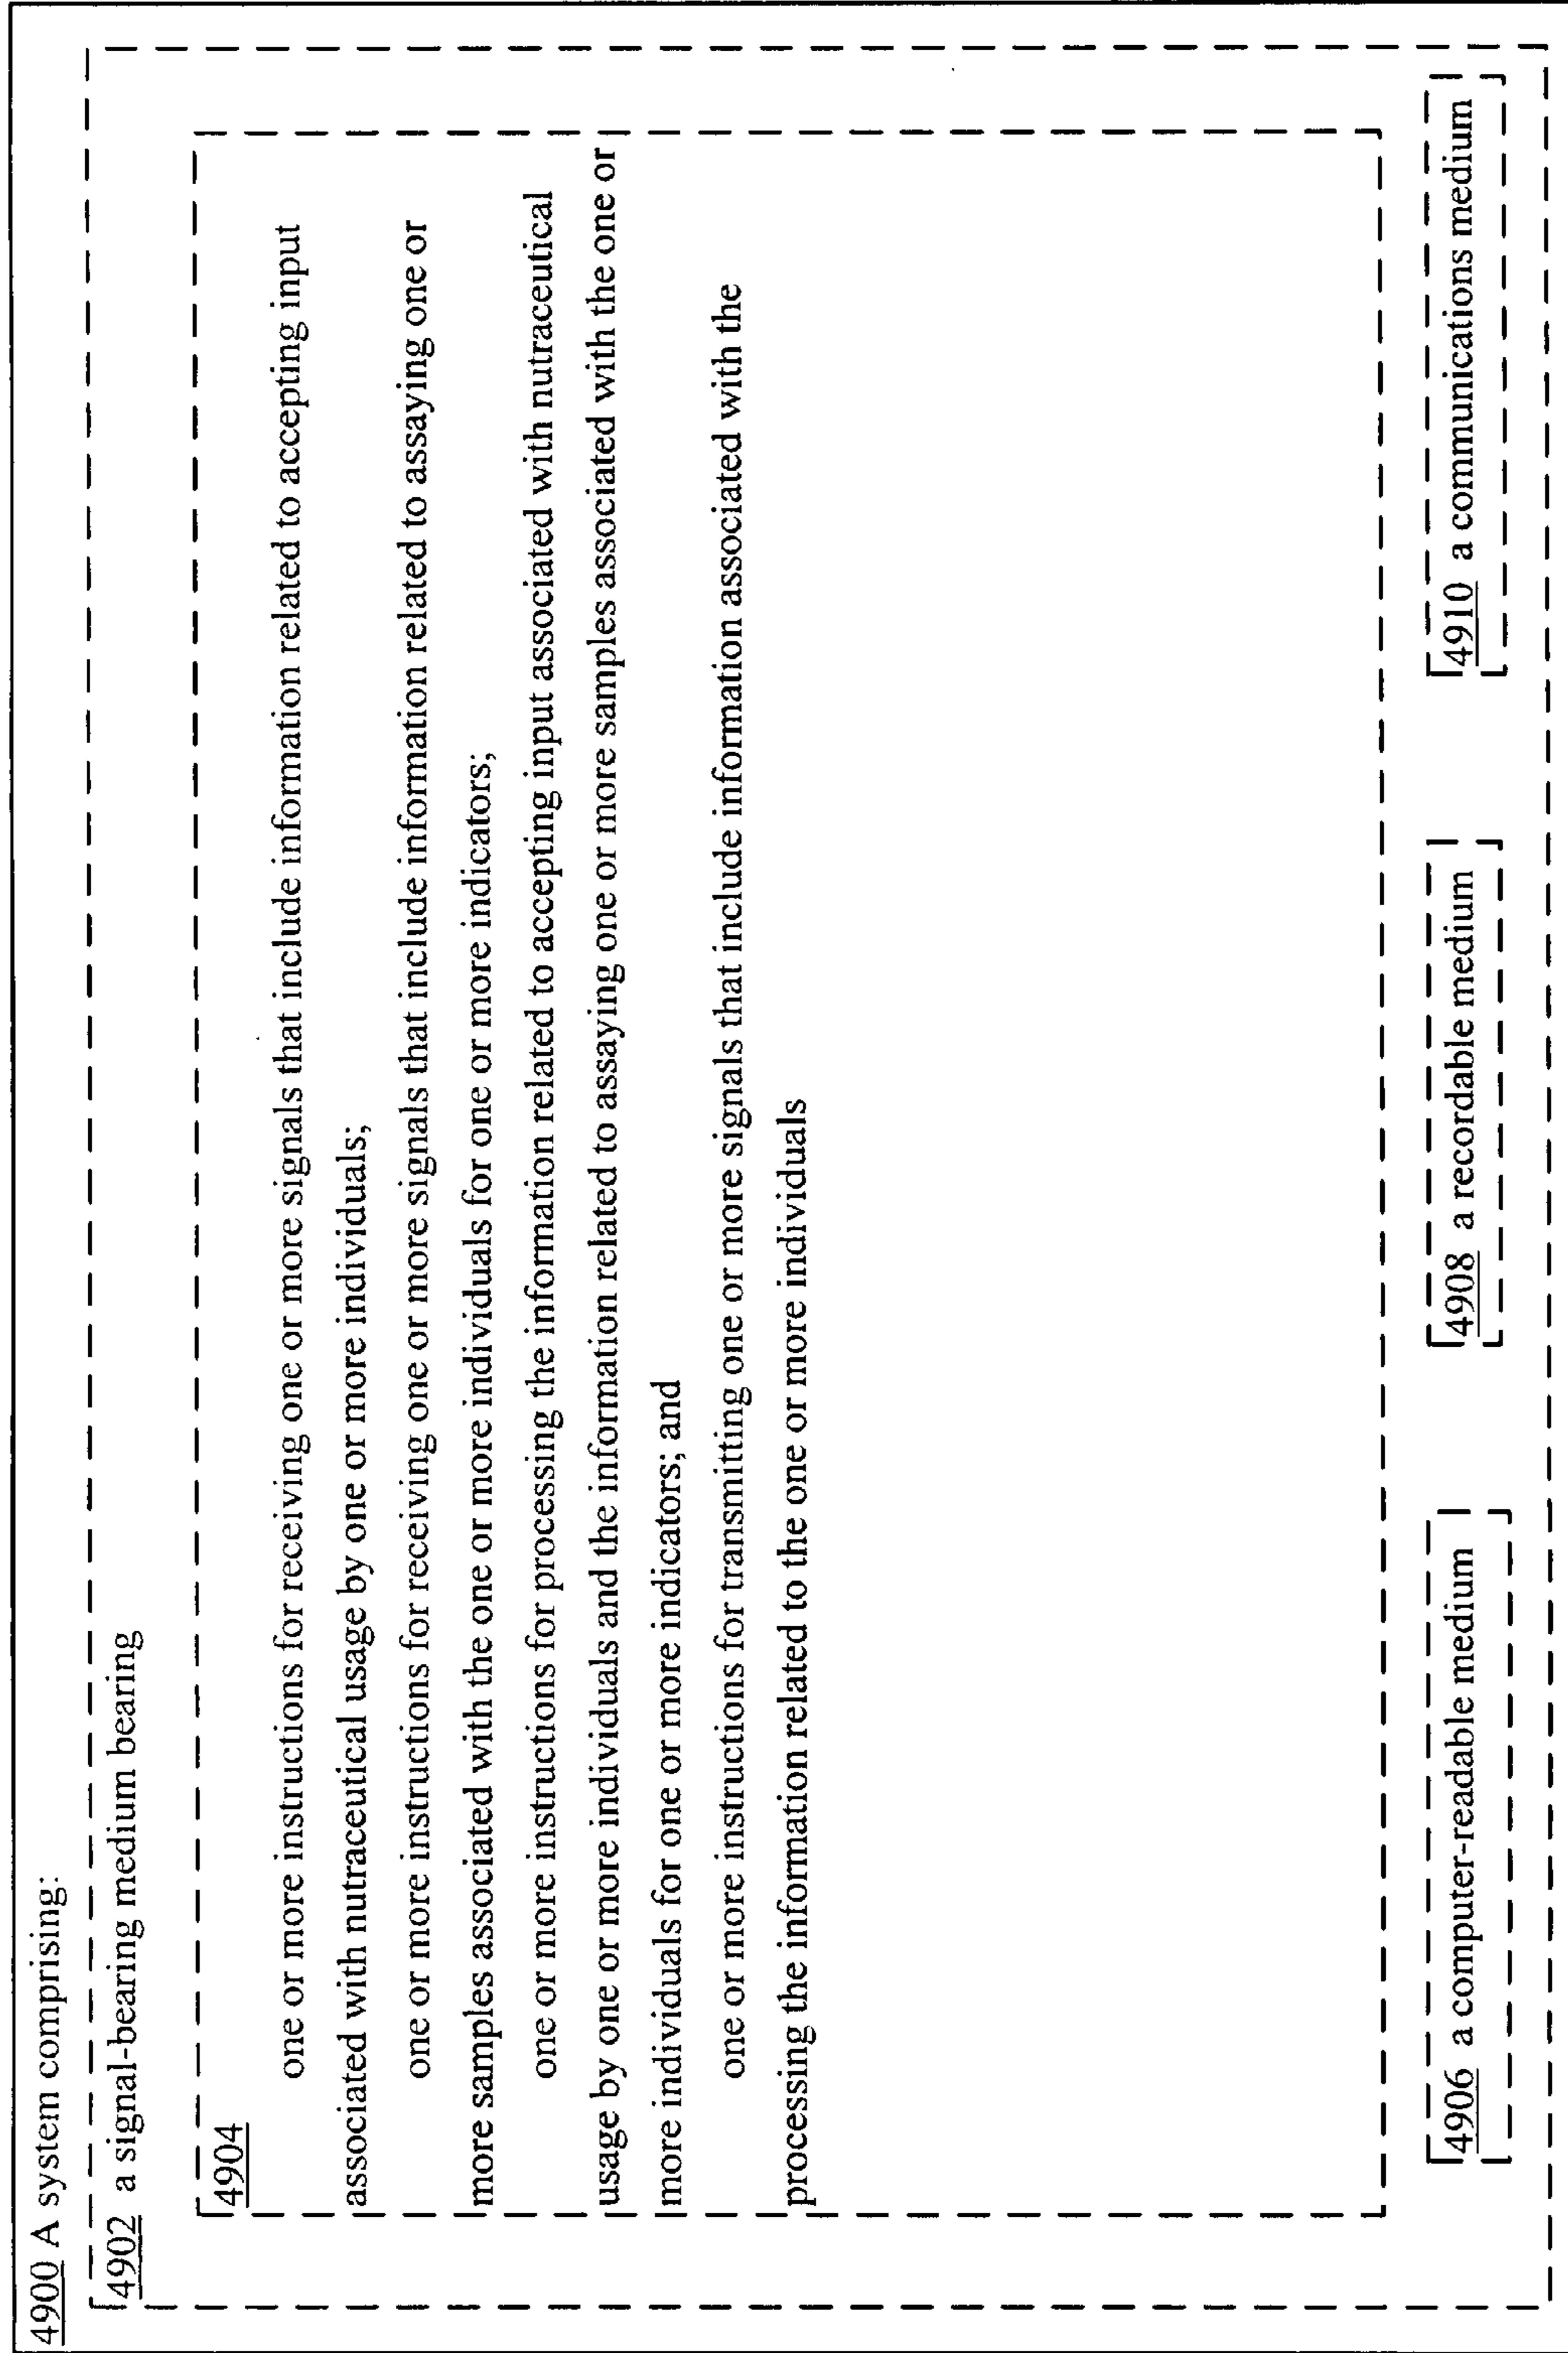 4900 A system comprising:
4902 a signal-bearing medium bearing
4904
one or more instructions for receiving one or more signals that include information related to accepting input
associated with nutraceutical usage by one or more individuals;
one or more instructions for receiving one or more signals that include information related to assaying one or
more samples associated with the one or more individuals for one or more indicators;
one or more instructions for processing the information related to accepting input associated with nutraceutical
usage by one or more individuals and the information related to assaying one or more samples associated with the one or
more individuals for one or more indicators; and
one or more instructions for transmitting one or more signals that include information associated with the
processing the information related to the one or more individuals
4906 a computer-readable medium
4908 a recordable medium
4910 a communications medium